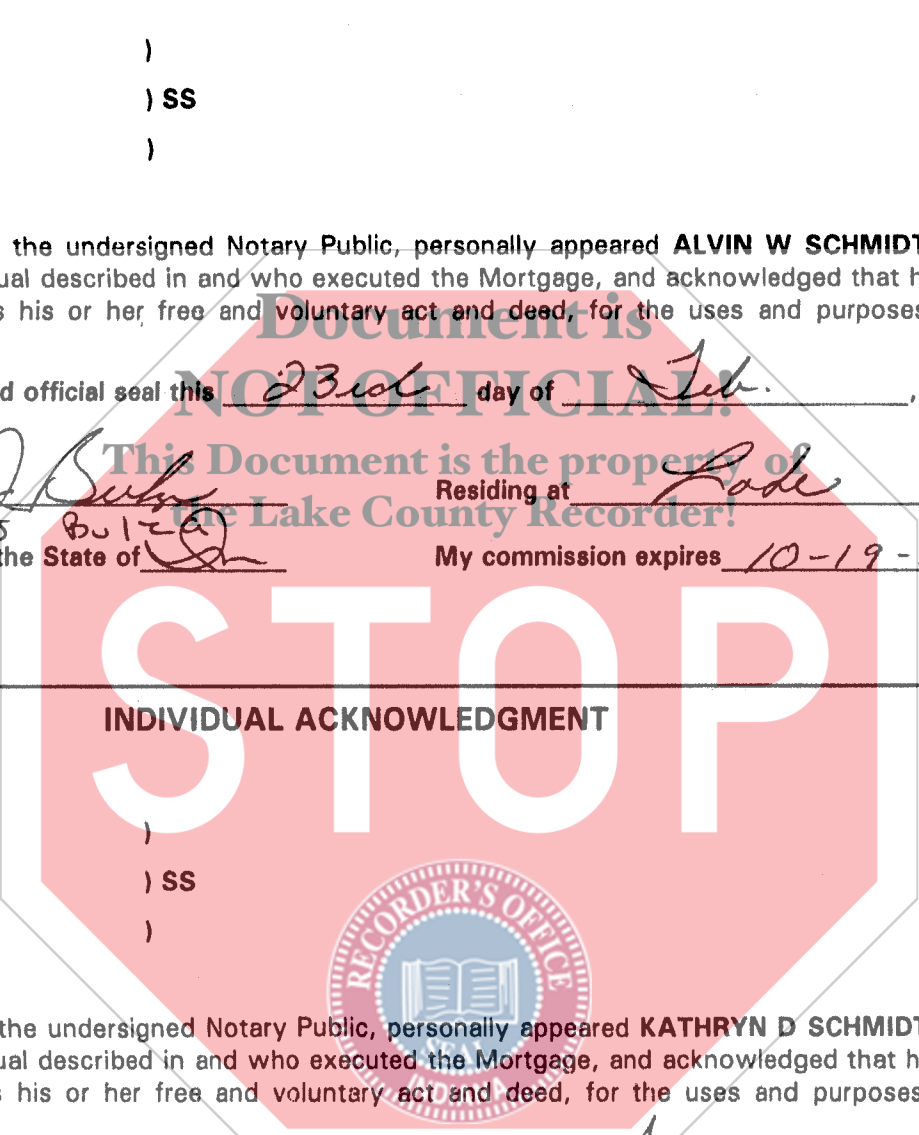 )
) SS
)
the undersigned Notary Public, personally appeared ALVIN W SCHMIDT
ual described in and who executed the Mortgage, and acknowledged that h
s his or her free and voluntary act and deed, for the uses and purposes
Document is
d official seal this 23rd day of Feb. ,
NOT OFFICIAL!
This Document is the property of
Residing at Lake
the Lake County Recorder!
the State of In My commission expires 10-19-
STOP
INDIVIDUAL ACKNOWLEDGMENT
)
) SS
)
RECORDER'S OFFICE
the undersigned Notary Public, personally appeared KATHRYN D SCHMIDT
SEAL
ual described in and who executed the Mortgage, and acknowledged that h
INDIANA
s his or her free and voluntary act and deed, for the uses and purposes